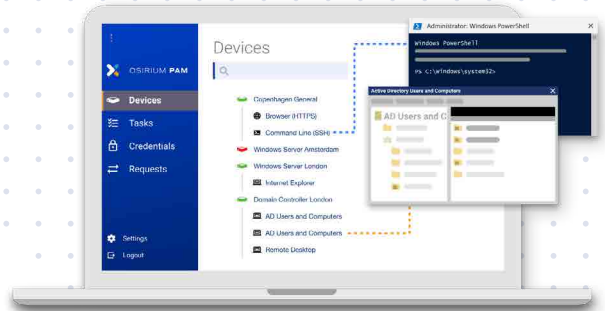 OSIRIUM PAM
Devices
Tasks
Credentials
Requests
Settings
Logout
Devices
Copenhagen General
Browser (HTTPS)
Command Line (SSH)
Windows Server Amsterdam
Windows Server London
Internet Explorer
Domain Controller London
AD Users and Computers
AD Users and Computers
Remote Desktop
Administrator: Windows PowerShell
Windows PowerShell
PS C:\windows\system32>
Active Directory Users and Computers
AD Users and C